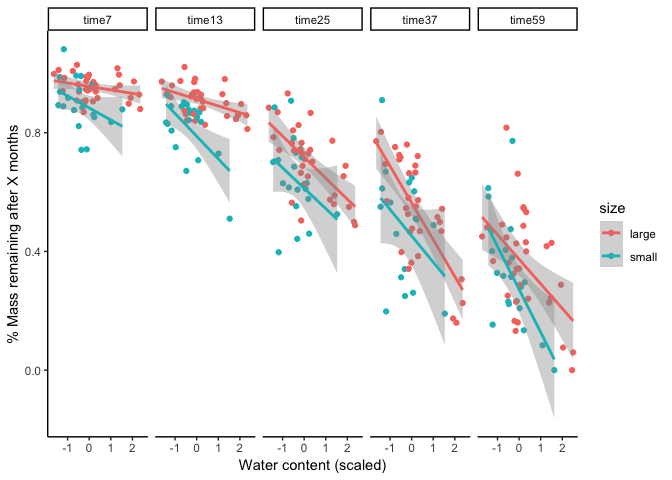 time7 time13 time25 time37 time59
% Mass remaining after X months
0.8
0.4
0.0
-1 0 1 2 -1 0 1 2 -1 0 1 2 -1 0 1 2 -1 0 1 2
Water content (scaled)
size
large
small